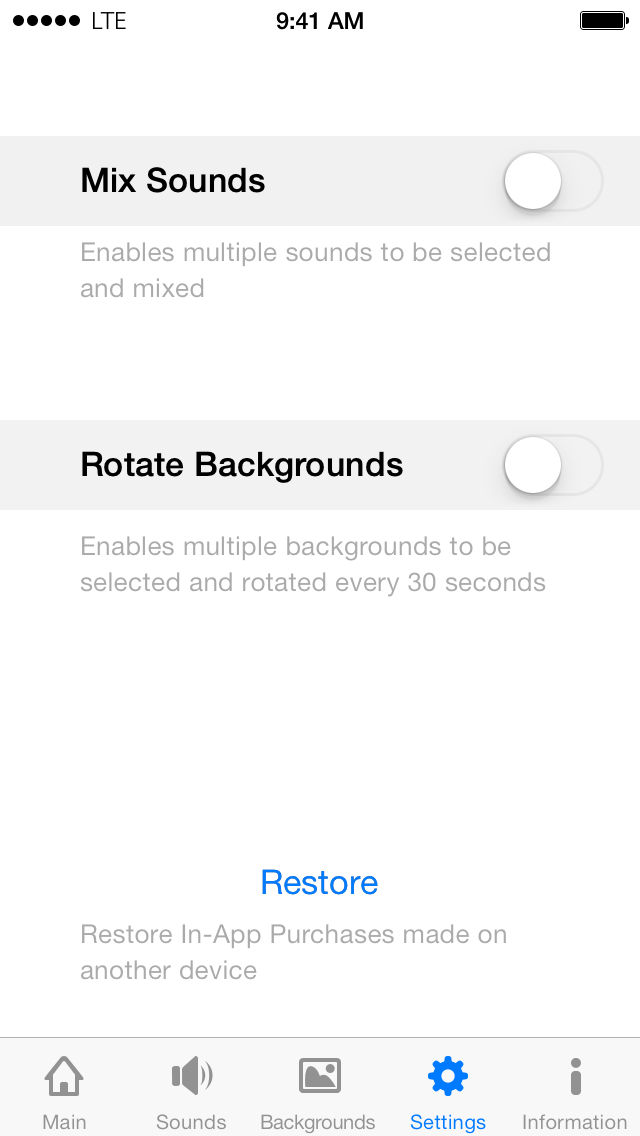 LTE 9:41 AM
Mix Sounds
Enables multiple sounds to be selected
and mixed
Rotate Backgrounds
Enables multiple backgrounds to be
selected and rotated every 30 seconds
Restore
Restore In-App Purchases made on
another device
Main Sounds Backgrounds Settings Information